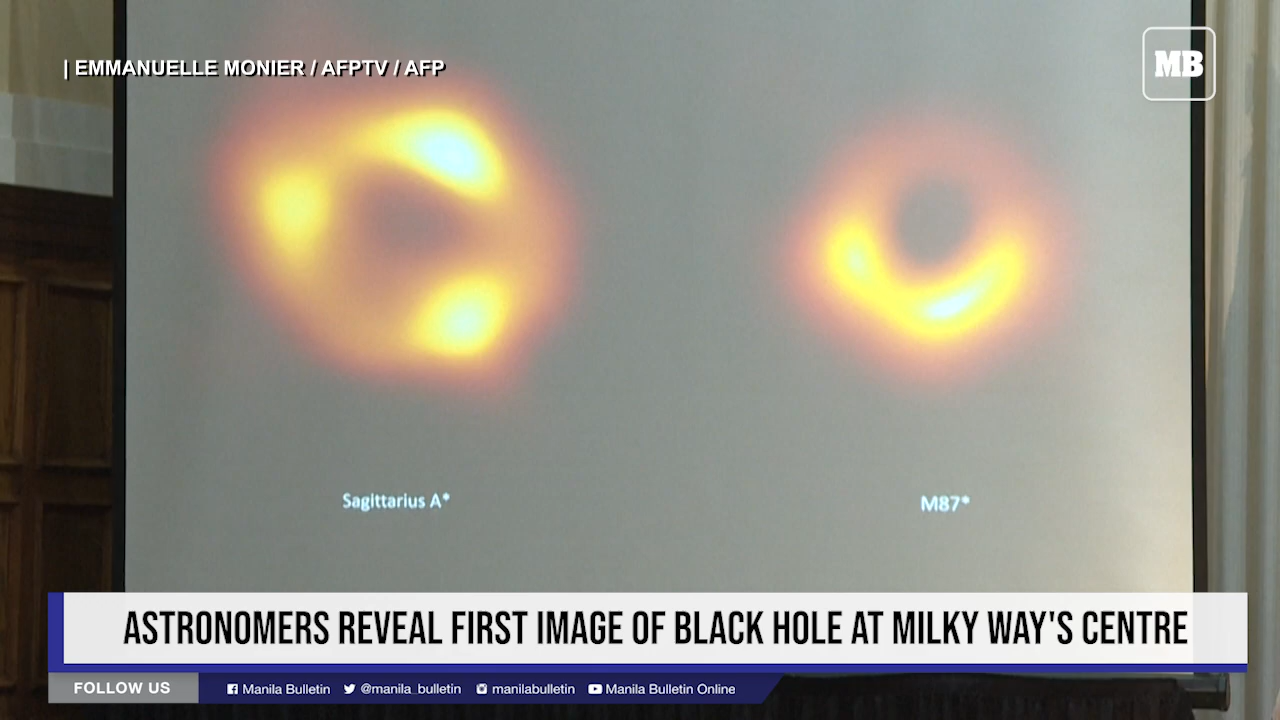 | EMMANUELLE MONIER / AFPTV / AFP
MB
Sagittarius A*
M87*
ASTRONOMERS REVEAL FIRST IMAGE OF BLACK HOLE AT MILKY WAY'S CENTRE
FOLLOW US
Manila Bulletin
@manila_bulletin
manilabulletin
Manila Bulletin Online